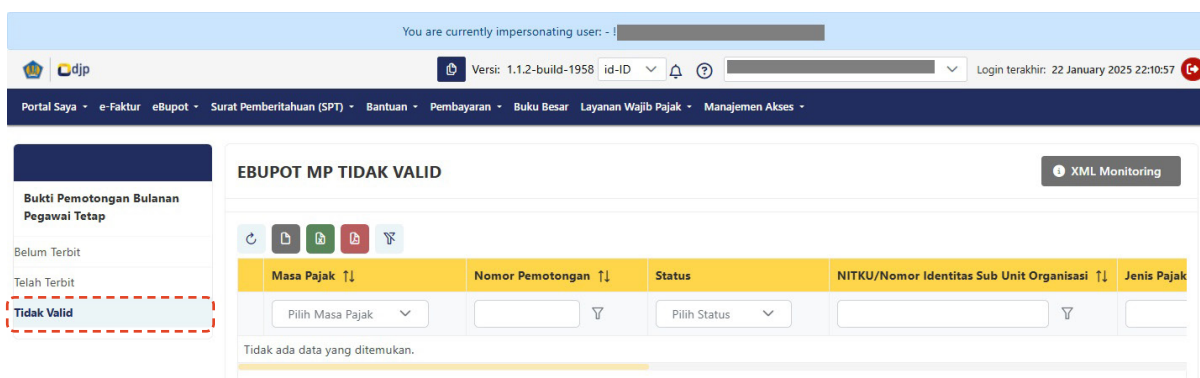 You are currently impersonating user: -
djp
Versi: 1.1.2-build-1958 id-ID Login terakhir: 22 January 2025 22:10:57
Portal Saya e-Faktur eBupot Surat Pemberitahuan (SPT) Bantuan Pembayaran Buku Besar Layanan Wajib Pajak Manajemen Akses
EBUPOT MP TIDAK VALID
XML Monitoring
Bukti Pemotongan Bulanan
Pegawai Tetap
Belum Terbit
Telah Terbit
Tidak Valid
Masa Pajak Nomor Pemotongan Status NITKU/Nomor Identitas Sub Unit Organisasi Jenis Pajak
Pilih Masa Pajak Pilih Status
Tidak ada data yang ditemukan.